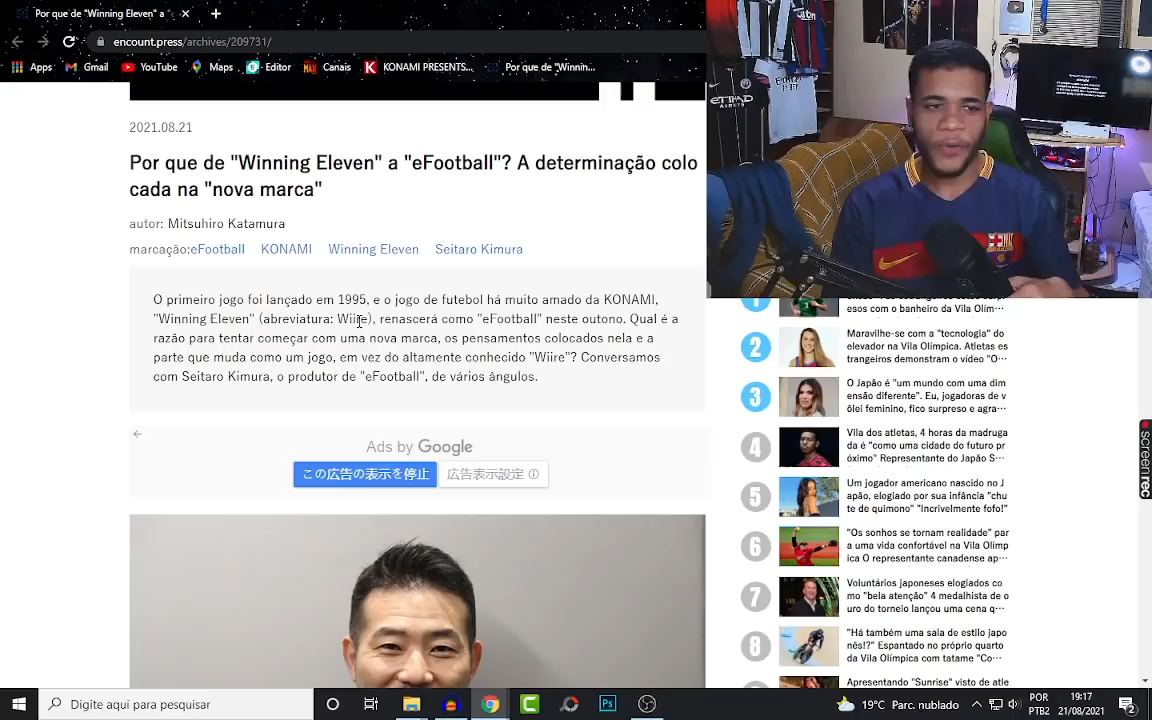 Por que de "Winning Eleven" a "e
encount.press/archives/209731/
Apps
Gmail
YouTube
Maps
Editor
MAX
Canais
KONAMI PRESENTS...
Por que de "Winnin...
2021.08.21
Por que de "Winning Eleven" a "eFootball"? A determinação colo
cada na "nova marca"
autor: Mitsuhiro Katamura
marcação:eFootball KONAMI Winning Eleven Seitaro Kimura
O primeiro jogo foi lançado em 1995, e o jogo de futebol há muito amado da KONAMI,
"Winning Eleven" (abreviatura: Wiire), renascerá como "eFootball" neste outono. Qual é a
razão para tentar começar com uma nova marca, os pensamentos colocados nela e a
parte que muda como um jogo, em vez do altamente conhecido "Wiire"? Conversamos
com Seitaro Kimura, o produtor de "eFootball", de vários ângulos.
Ads by Google
この広告の表示を停止
広告表示設定
ETIHAD
AIRWAYS
esos com o banheiro da Vila Olím...
2
Maravilhe-se com a "tecnologia" do
elevador na Vila Olímpica. Atletas es
trangeiros demonstram o vídeo "O...
3
O Japão é "um mundo com uma dim
ensão diferente". Eu, jogadoras de v
ôlei feminino, fico surpreso e agra...
4
Vila dos atletas, 4 horas da madruga
da é "como uma cidade do futuro pr
óximo" Representante do Japão S...
5
Um jogador americano nascido no J
apão, elogiado por sua infância "chu
te de quimono" "Incrivelmente fofo!"
6
"Os sonhos se tornam realidade" par
a uma vida confortável na Vila Olímp
ica O representante canadense ap...
7
Voluntários japoneses elogiados co
mo "bela atenção" 4 medalhista de o
uro do torneio lançou uma cena q...
8
"Há também uma sala de estilo japo
nês!?" Espantado no próprio quarto
da Vila Olímpica com tatame "Co...
Apresentando "Sunrise" visto de atle
screenrec
Digite aqui para pesquisar
Ps
19°C Parc. nublado
POR
PTB2
19:17
21/08/2021
2